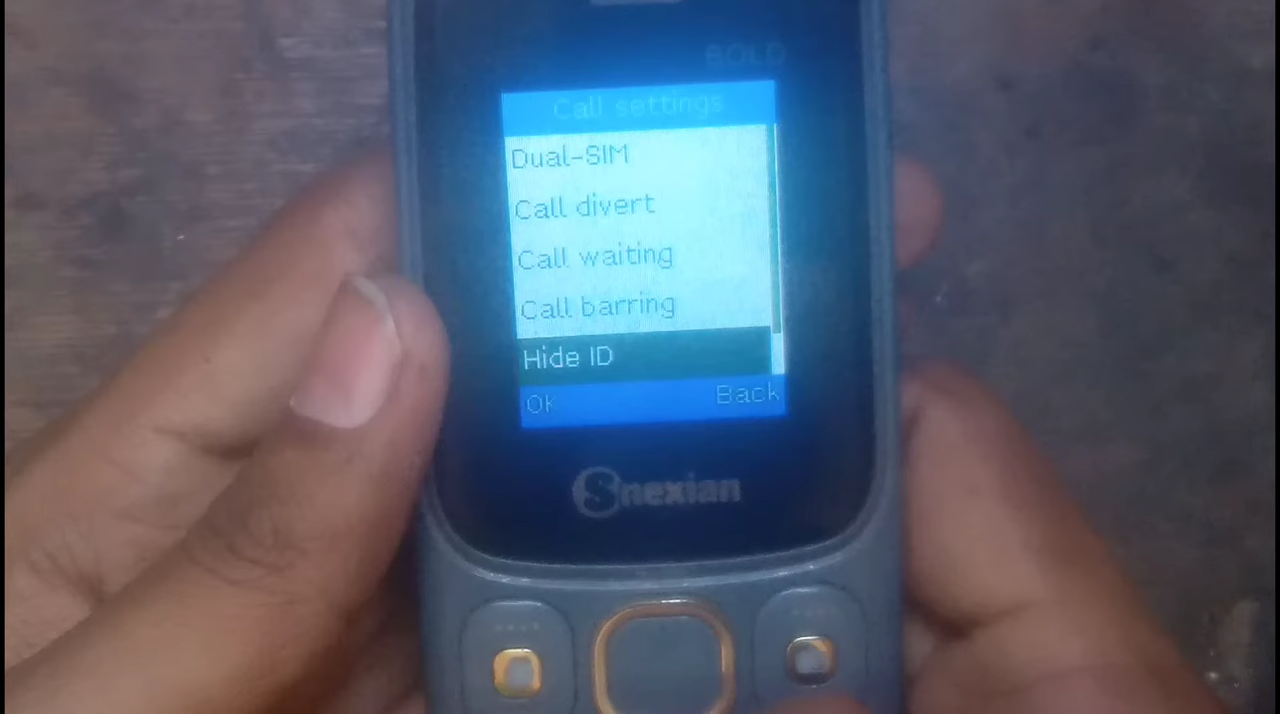 BOLD
Call settings
Dual-SIM
Call divert
Call waiting
Call barring
Hide ID
Ok
Back
Snexian